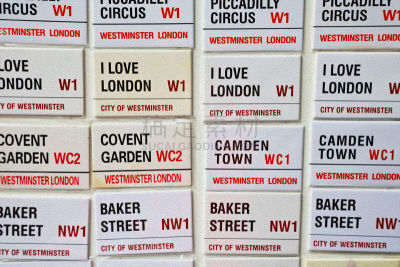 PICCADILLY PICCADILLY PICCADILLY
CIRCUS W1 CIRCUS W1 CIRCUS W1 CIRCUS W1
WESTMINSTER LONDON WESTMINSTER LONDON WESTMINSTER LONDON WESTMINSTER LONDON
I LOVE I LOVE I LOVE I LOVE
LONDON W1 LONDON W1 LONDON W1 LONDON W1
CITY OF WESTMINSTER CITY OF WESTMINSTER CITY OF WESTMINSTER CITY OF WESTMINSTER
COVENT COVENT CAMDEN CAMDEN
GARDEN WC2 GARDEN WC2 TOWN WC1 TOWN WC1
WESTMINSTER LONDON WESTMINSTER LONDON WESTMINSTER LONDON WESTMINSTER LONDON
BAKER BAKER BAKER BAKER
STREET NW1 STREET NW1 STREET NW1 STREET NW1
CITY OF WESTMINSTER CITY OF WESTMINSTER CITY OF WESTMINSTER CITY OF WESTMINSTER